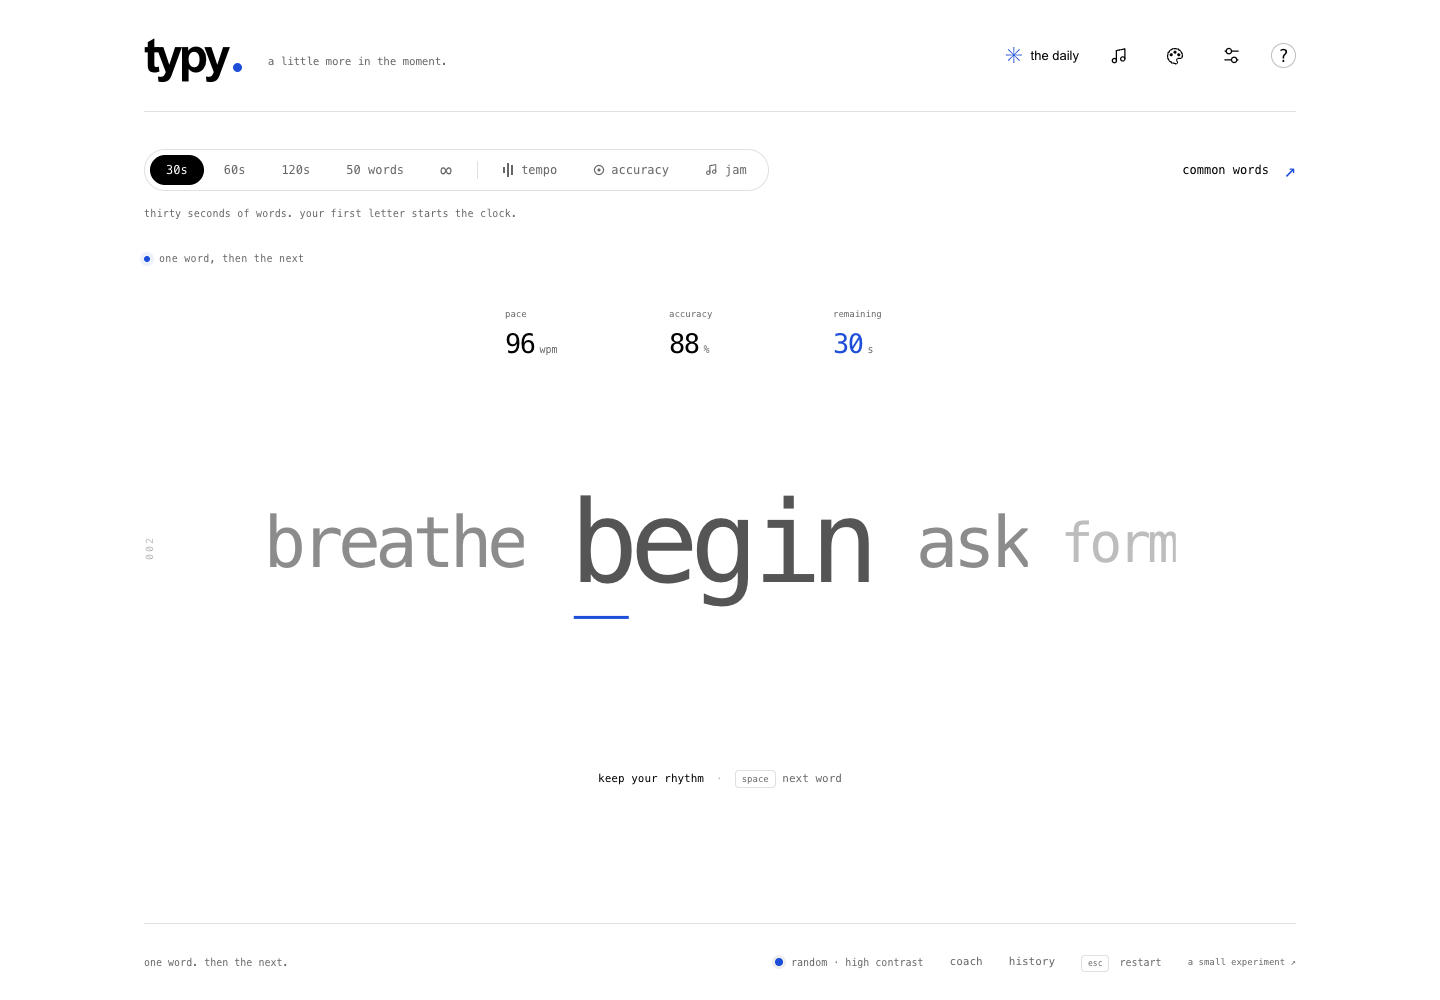 typy. a little more in the moment. the daily ?
30s 60s 120s 50 words ∞ tempo accuracy jam common words ↗
thirty seconds of words. your first letter starts the clock.
one word, then the next
pace accuracy remaining
96 wpm 88 % 30 s
002 breathe begin ask form
keep your rhythm · space next word
one word. then the next. random · high contrast coach history esc restart a small experiment ↗